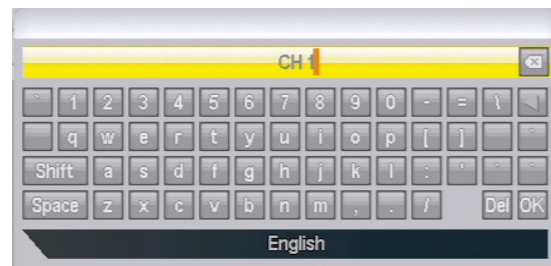 CH 1
` 1 2 3 4 5 6 7 8 9 0 - = \
q w e r t y u i o p [ ] `
Shift a s d f g h j k l : ' ` `
Space z x c v b n m , . / Del OK
English